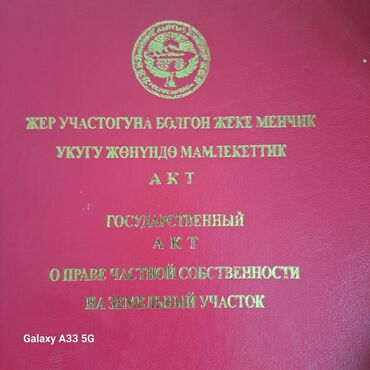 ЖЕР УЧАСТОГУНА БОЛГОН ЖЕКЕ МЕНЧИК
УКУГУ ЖӨНҮНДӨ МАМЛЕКЕТТИК
АКТ
ГОСУДАРСТВЕННЫЙ
АКТ
О ПРАВЕ ЧАСТНОЙ СОБСТВЕННОСТИ
НА ЗЕМЕЛЬНЫЙ УЧАСТОК
Galaxy A33 5G